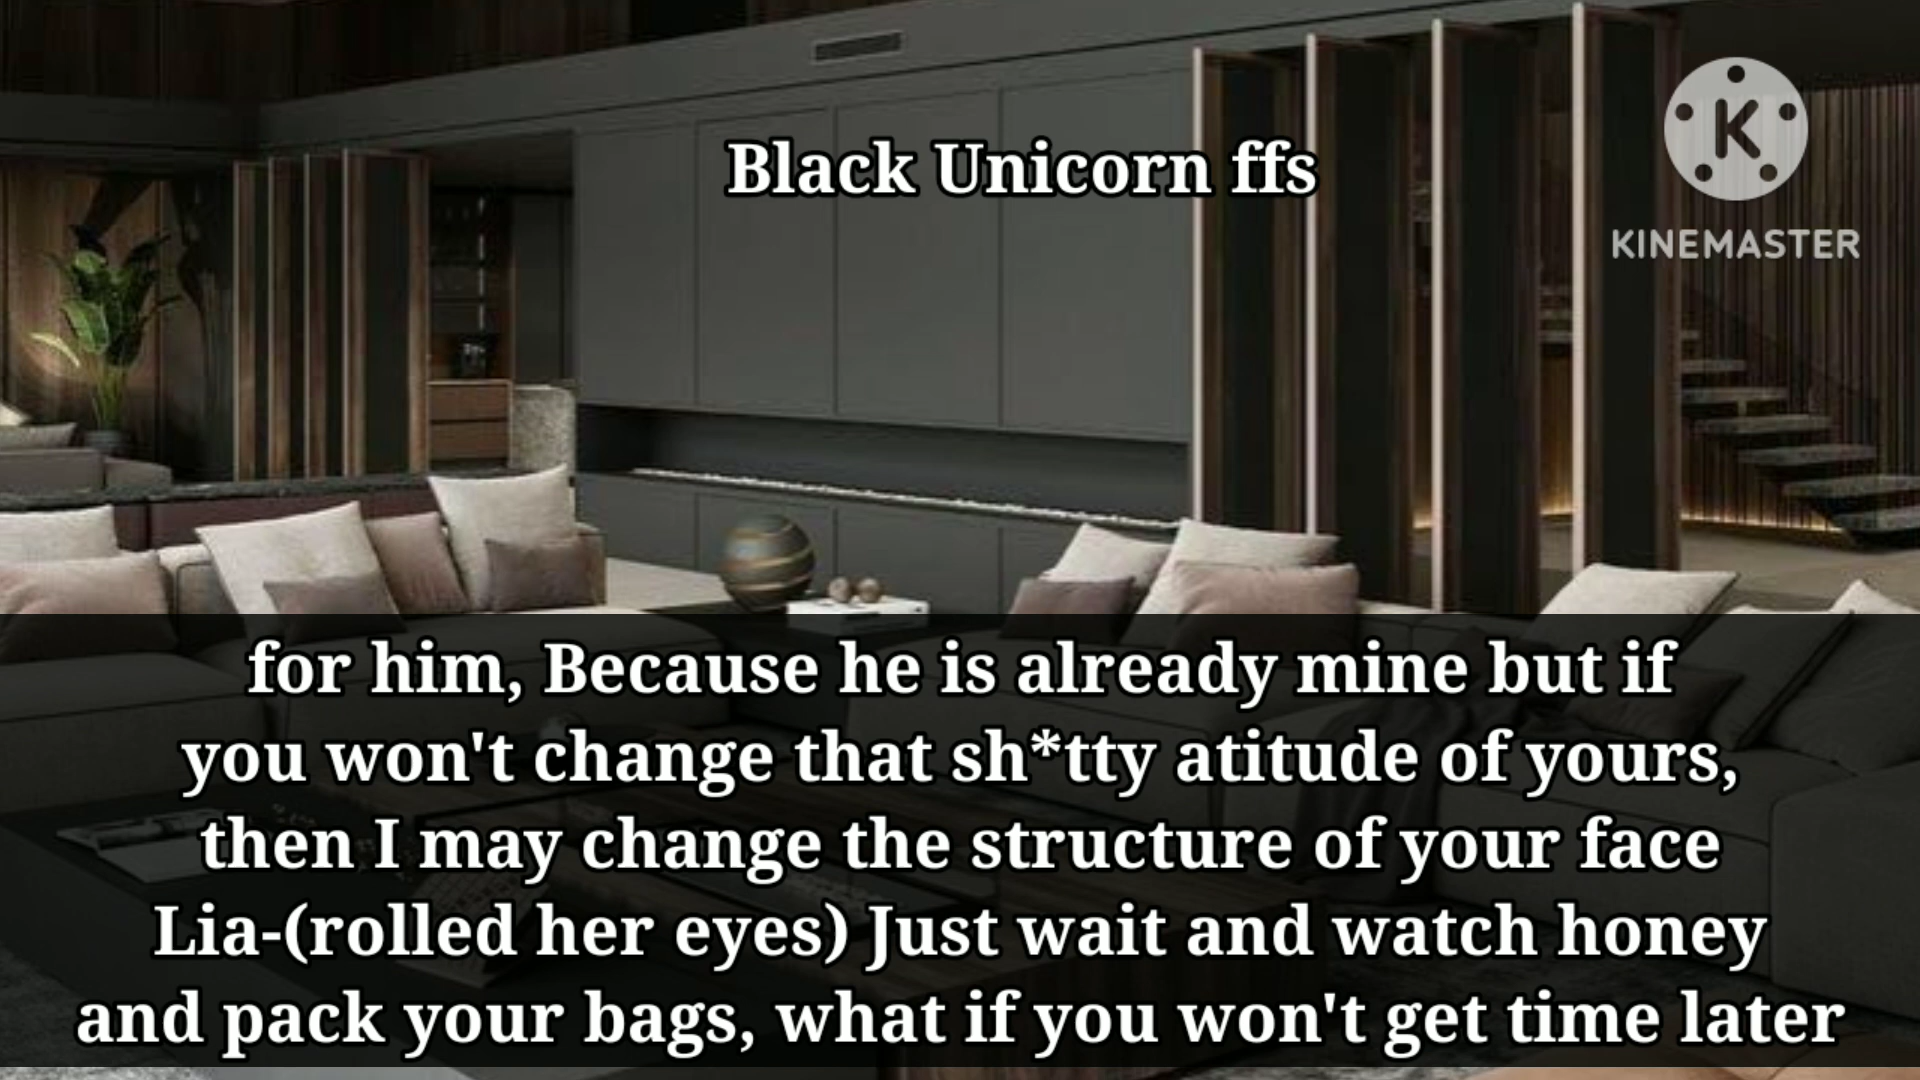 Black Unicorn ffs
K
KINEMASTER
for him, Because he is already mine but if
you won't change that sh*tty atitude of yours,
then I may change the structure of your face
Lia-(rolled her eyes) Just wait and watch honey
and pack your bags, what if you won't get time later